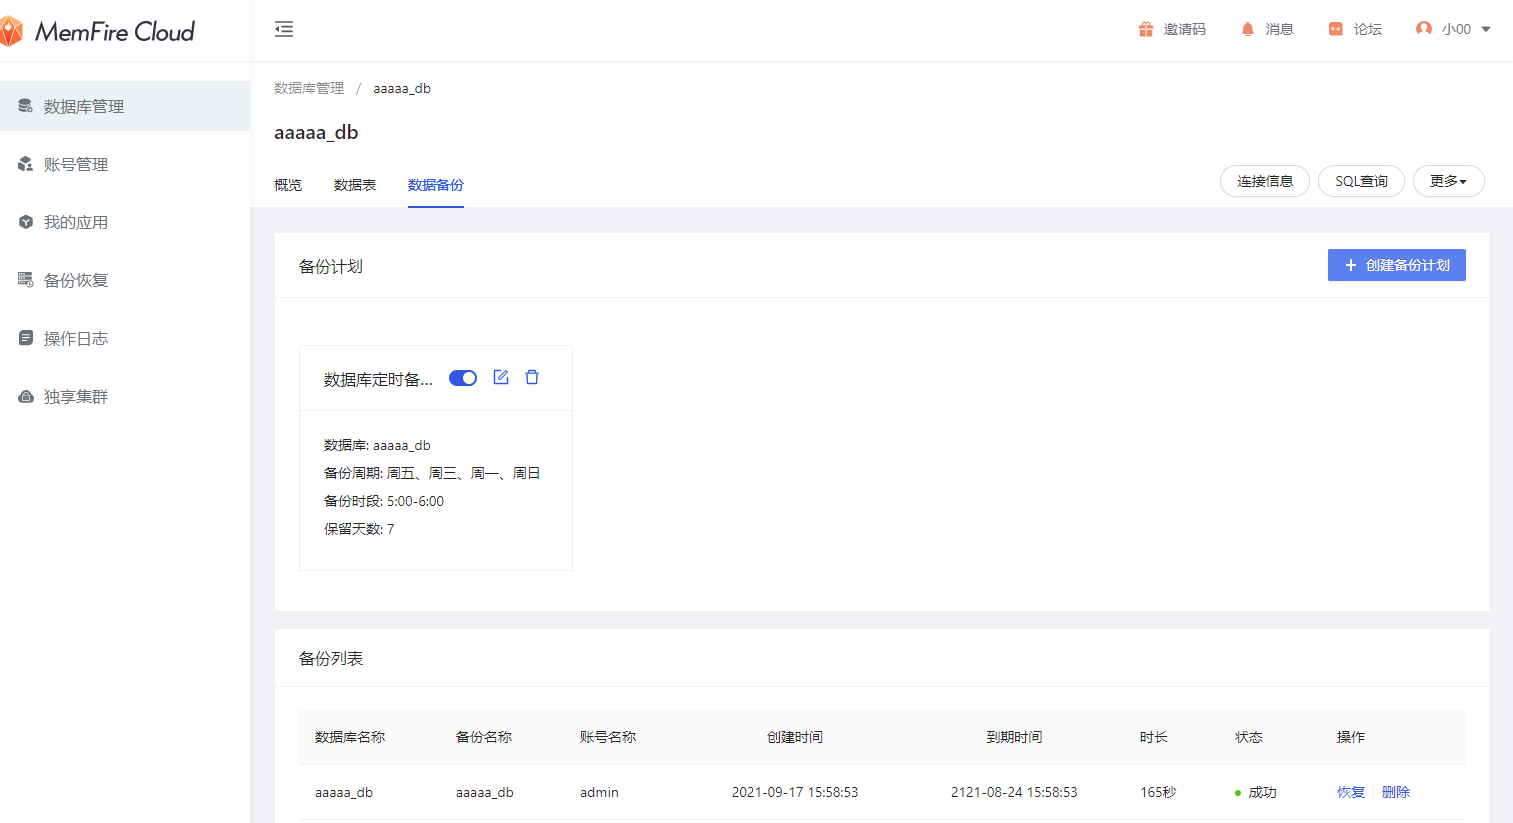 MemFire Cloud
邀请码 消息 论坛 小00
数据库管理
账号管理
我的应用
备份恢复
操作日志
独享集群
数据库管理 / aaaaa_db
aaaaa_db
概览 数据表 数据备份
连接信息 SQL查询 更多
备份计划
+ 创建备份计划
数据库定时备...
数据库: aaaaa_db
备份周期: 周五、周三、周一、周日
备份时段: 5:00-6:00
保留天数: 7
备份列表
数据库名称 备份名称 账号名称 创建时间 到期时间 时长 状态 操作
aaaaa_db aaaaa_db admin 2021-09-17 15:58:53 2121-08-24 15:58:53 165秒 成功 恢复 删除